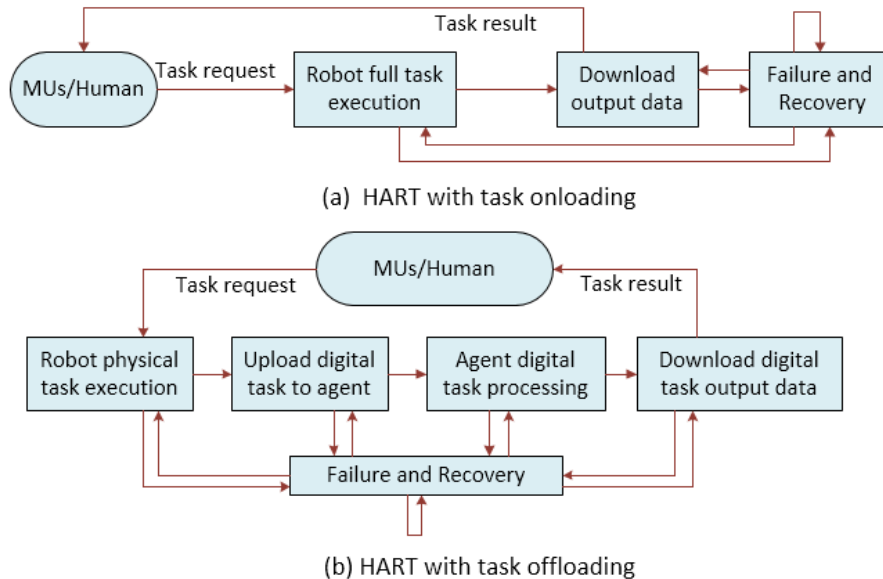 Task result
MUs/Human
Task request
Robot full task
execution
Download
output data
Failure and
Recovery
(a) HART with task onloading
MUs/Human
Task request
Task result
Robot physical
task execution
Upload digital
task to agent
Agent digital
task processing
Download digital
task output data
Failure and Recovery
(b) HART with task offloading